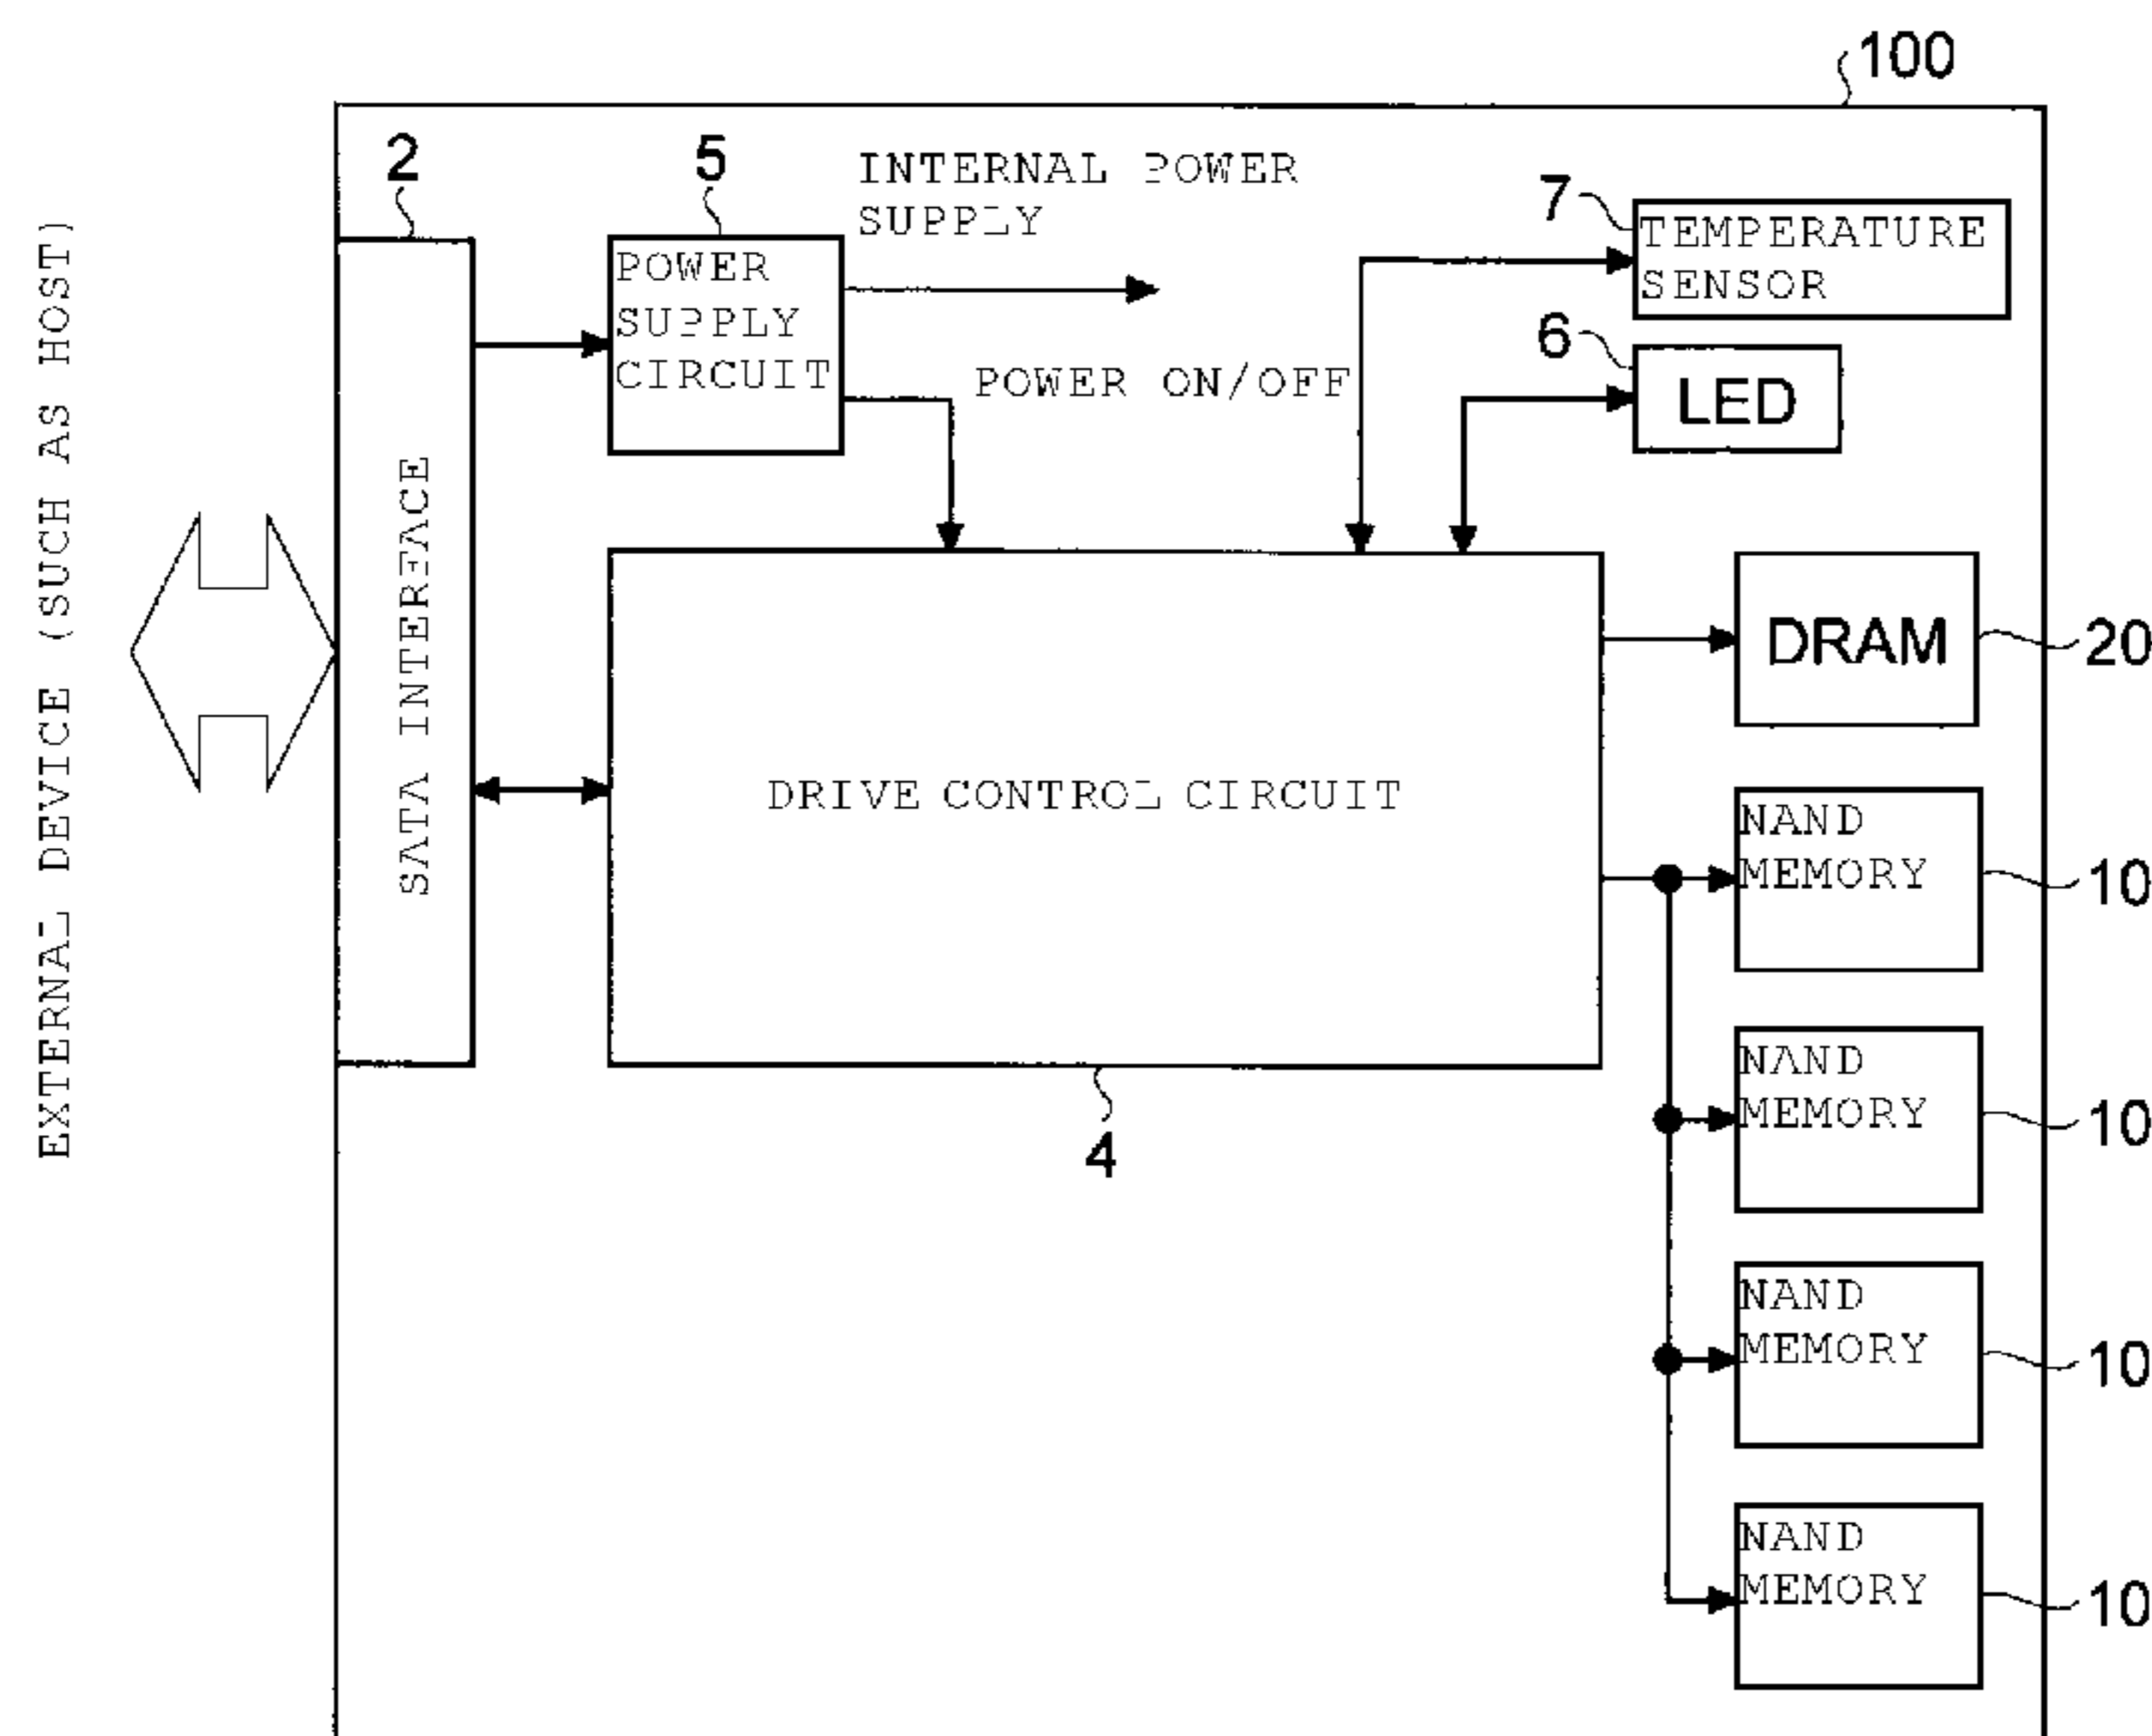 100
2
5
INTERNAL POWER
SUPPLY
7
TEMPERATURE
SENSOR
POWER
SUPPLY
CIRCUIT
6
LED
POWER ON/OFF
EXTERNAL DEVICE (SUCH AS HOST)
SATA INTERFACE
DRAM
20
DRIVE CONTROL CIRCUIT
NAND
MEMORY
10
4
NAND
MEMORY
10
NAND
MEMORY
10
NAND
MEMORY
10